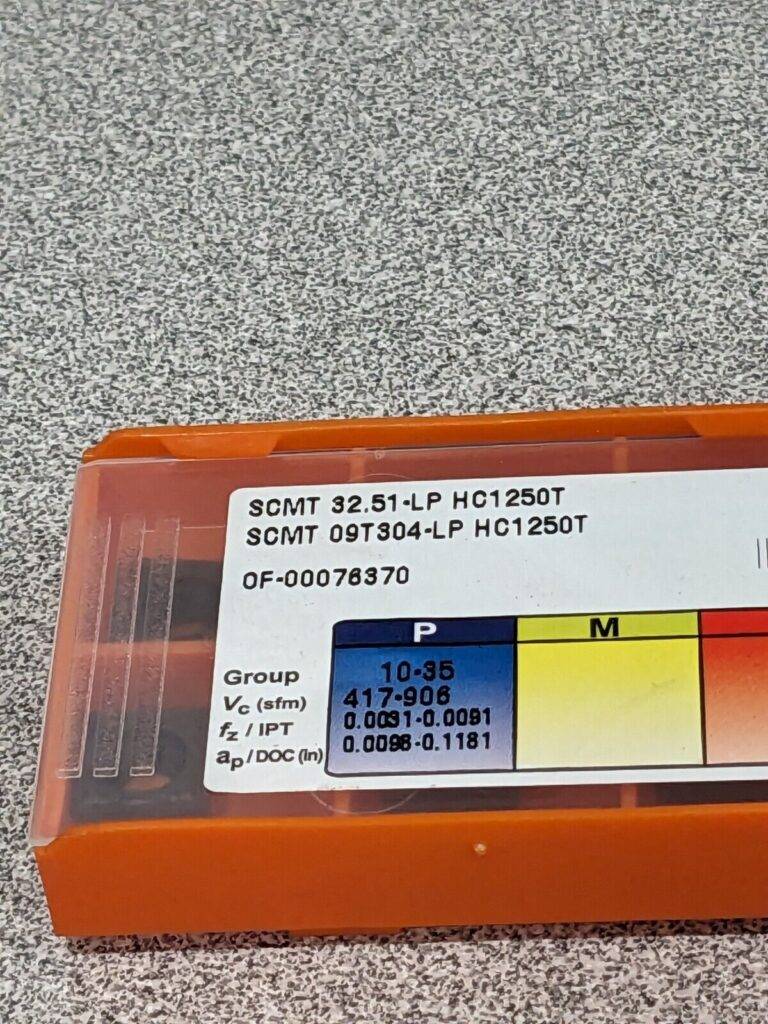 SCMT 32.51-LP HC1250T
SCMT 09T304-LP HC1250T
OF-00076370
P M
Group 10-35
Vc (sfm) 417-906
fz / IPT 0.0031-0.0091
ap / DOC (in) 0.0098-0.1181